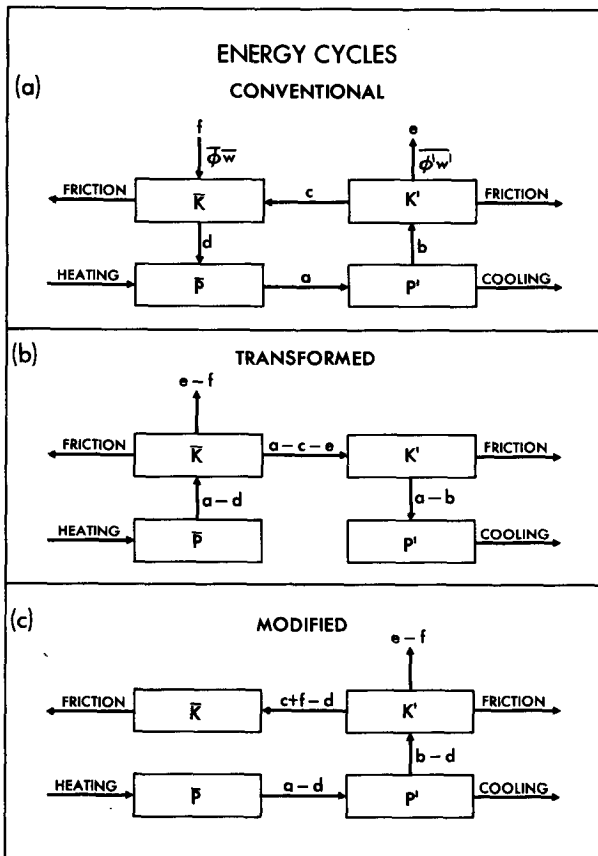 ENERGY CYCLES
(a)
CONVENTIONAL
f
e
ϕ̅ w̅
ϕ'w'
FRICTION
K̅
c
K'
FRICTION
d
b
HEATING
P̅
a
P'
COOLING
(b)
TRANSFORMED
e – f
FRICTION
K̅
a – c – e
K'
FRICTION
a – d
a – b
HEATING
P̅
P'
COOLING
(c)
MODIFIED
e – f
FRICTION
K̅
c+f–d
K'
FRICTION
b – d
HEATING
P̅
a – d
P'
COOLING